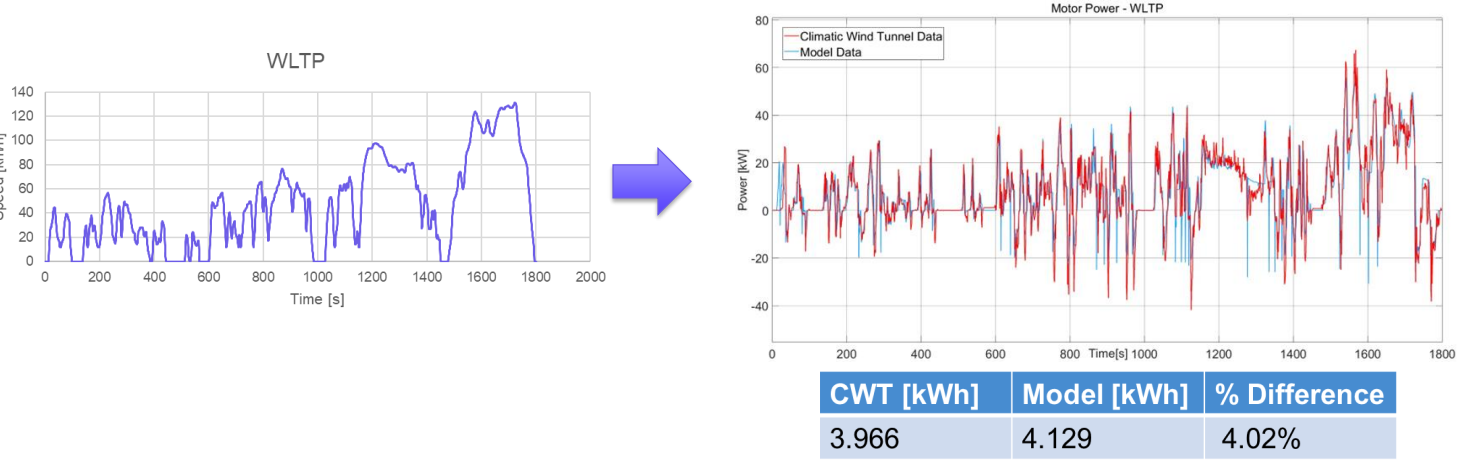 WLTP
140
120
100
80
60
40
20
0
Speed [km/h]
0 200 400 600 800 1000 1200 1400 1600 1800 2000
Time [s]
Motor Power - WLTP
Climatic Wind Tunnel Data
Model Data
80
60
40
20
0
-20
-40
Power [kW]
0 200 400 600 800 Time[s] 1000 1200 1400 1600 1800
CWT [kWh] Model [kWh] % Difference
3.966 4.129 4.02%